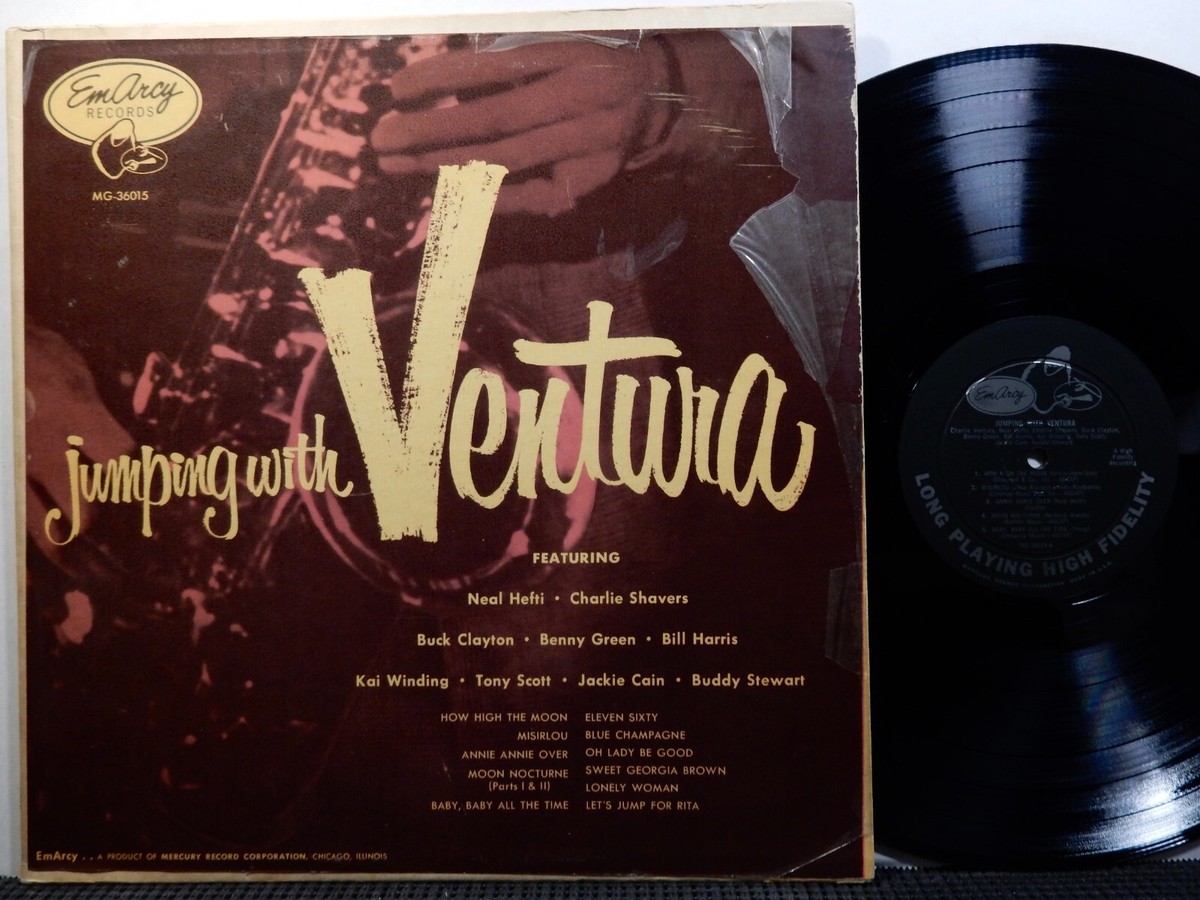 EmArcy
RECORDS
MG-36015
jumping with Ventura
FEATURING
Neal Hefti • Charlie Shavers
Buck Clayton • Benny Green • Bill Harris
Kai Winding • Tony Scott • Jackie Cain • Buddy Stewart
HOW HIGH THE MOON
MISIRLOU
ANNIE ANNIE OVER
MOON NOCTURNE
(Parts I & II)
BABY, BABY ALL THE TIME
ELEVEN SIXTY
BLUE CHAMPAGNE
OH LADY BE GOOD
SWEET GEORGIA BROWN
LONELY WOMAN
LET'S JUMP FOR RITA
EmArcy . . A PRODUCT OF MERCURY RECORD CORPORATION, CHICAGO, ILLINOIS
EmArcy
JUMPING WITH VENTURA
A High
Fidelity
LONG PLAYING HIGH FIDELITY